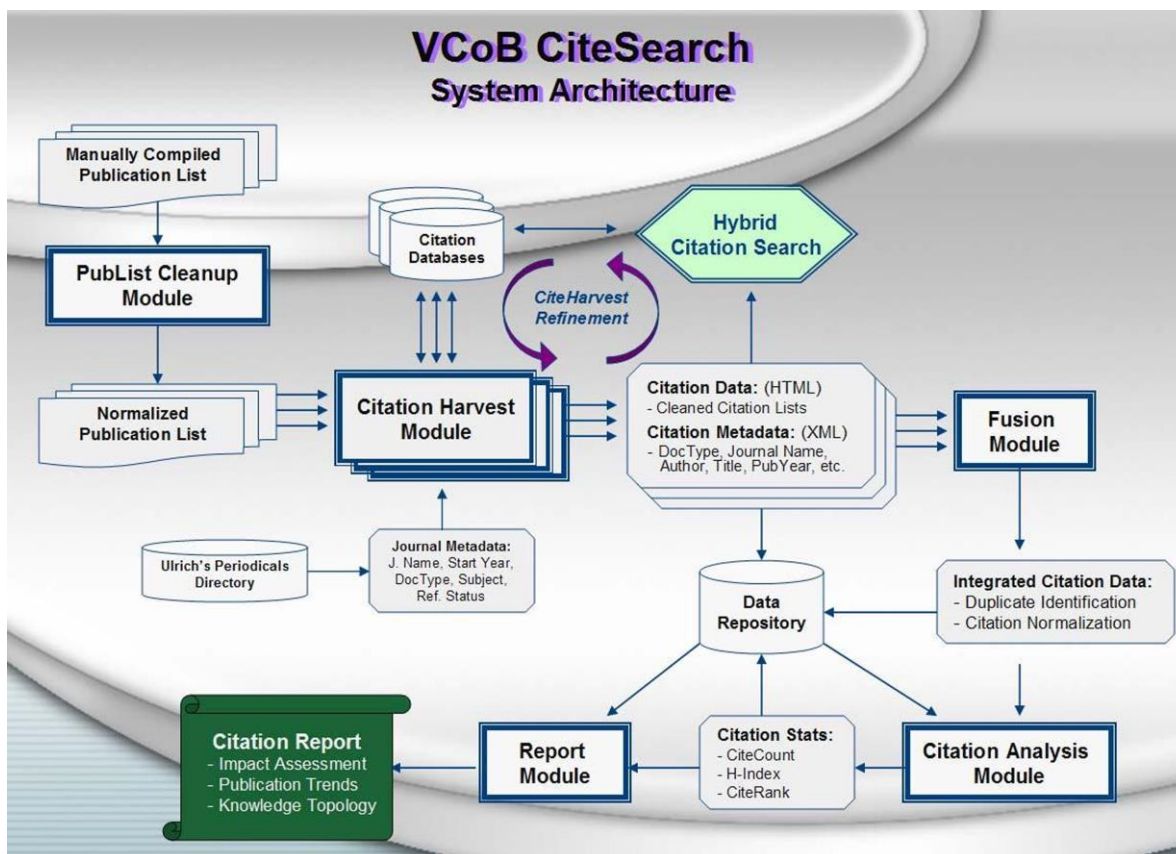 VCoB CiteSearch
System Architecture
Manually Compiled
Publication List
PubList Cleanup
Module
Normalized
Publication List
Citation
Databases
Hybrid
Citation Search
CiteHarvest
Refinement
Citation Harvest
Module
Citation Data: (HTML)
- Cleaned Citation Lists
Citation Metadata: (XML)
- DocType, Journal Name,
Author, Title, PubYear, etc.
Fusion
Module
Ulrich's Periodicals
Directory
Journal Metadata:
J. Name, Start Year,
DocType, Subject,
Ref. Status
Data
Repository
Integrated Citation Data:
- Duplicate Identification
- Citation Normalization
Citation Report
- Impact Assessment
- Publication Trends
- Knowledge Topology
Report
Module
Citation Stats:
- CiteCount
- H-Index
- CiteRank
Citation Analysis
Module